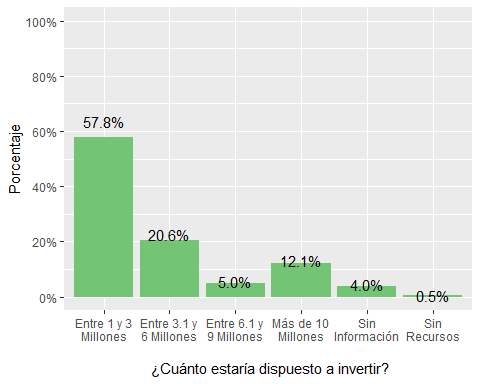 100%
80%
60%
40%
20%
0%
Porcentaje
57.8%
20.6%
5.0%
12.1%
4.0%
0.5%
Entre 1 y 3
Millones
Entre 3.1 y
6 Millones
Entre 6.1 y
9 Millones
Más de 10
Millones
Sin
Información
Sin
Recursos
¿Cuánto estaría dispuesto a invertir?